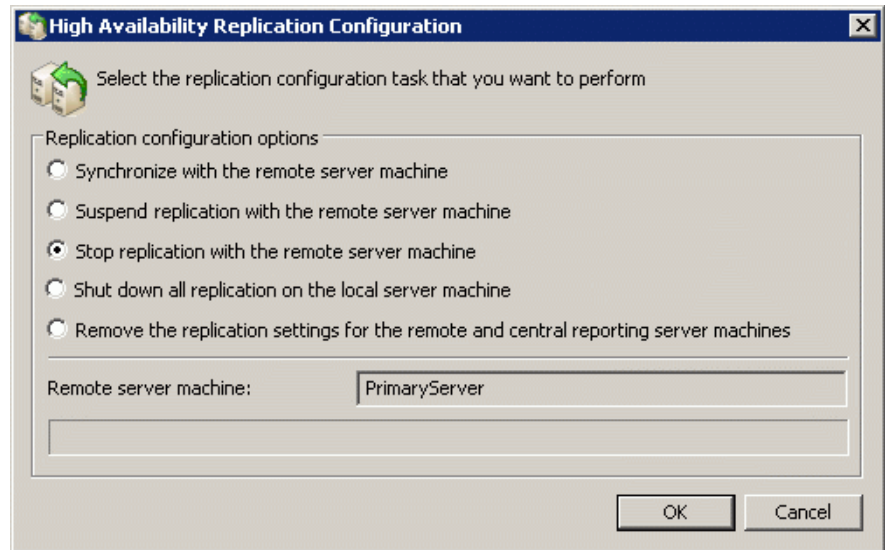 High Availability Replication Configuration
Select the replication configuration task that you want to perform
Replication configuration options
Synchronize with the remote server machine
Suspend replication with the remote server machine
Stop replication with the remote server machine
Shut down all replication on the local server machine
Remove the replication settings for the remote and central reporting server machines
Remote server machine: PrimaryServer
OK Cancel